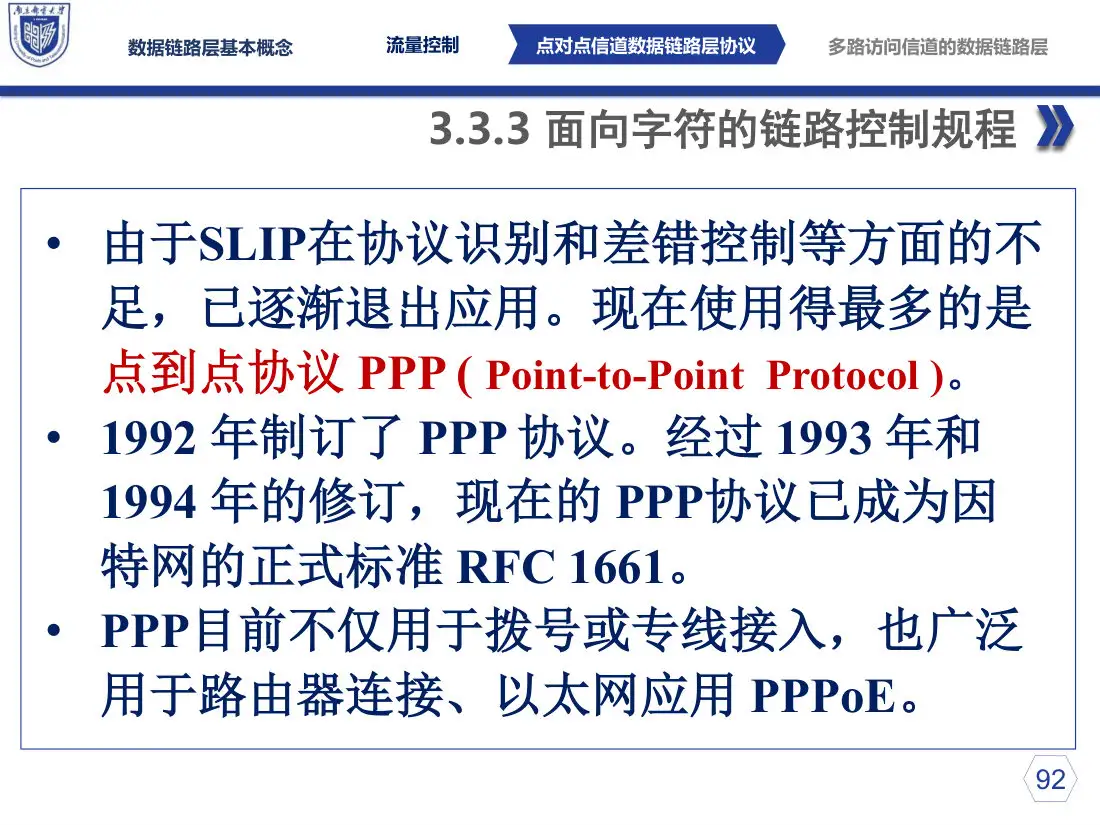 南京邮电大学
数据链路层基本概念
流量控制
点对点信道数据链路层协议
多路访问信道的数据链路层
3.3.3 面向字符的链路控制规程
• 由于SLIP在协议识别和差错控制等方面的不
足，已逐渐退出应用。现在使用得最多的是
点到点协议 PPP ( Point-to-Point Protocol )。
• 1992 年制订了 PPP 协议。经过 1993 年和
1994 年的修订，现在的 PPP协议已成为因
特网的正式标准 RFC 1661。
• PPP目前不仅用于拨号或专线接入，也广泛
用于路由器连接、以太网应用 PPPoE。
92